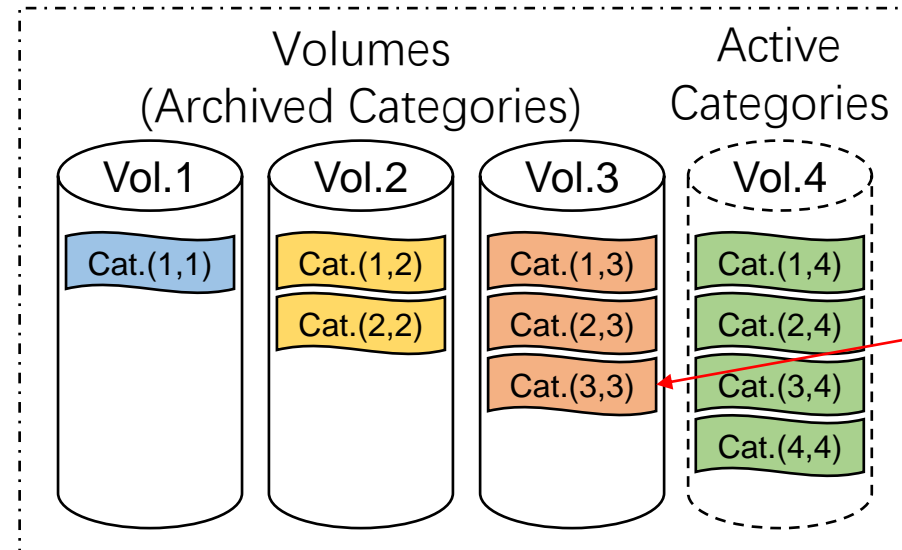 Volumes
(Archived Categories)
Active
Categories
Vol.1
Vol.2
Vol.3
Vol.4
Cat.(1,1)
Cat.(1,2)
Cat.(1,3)
Cat.(1,4)
Cat.(2,2)
Cat.(2,3)
Cat.(2,4)
Cat.(3,3)
Cat.(3,4)
Cat.(4,4)